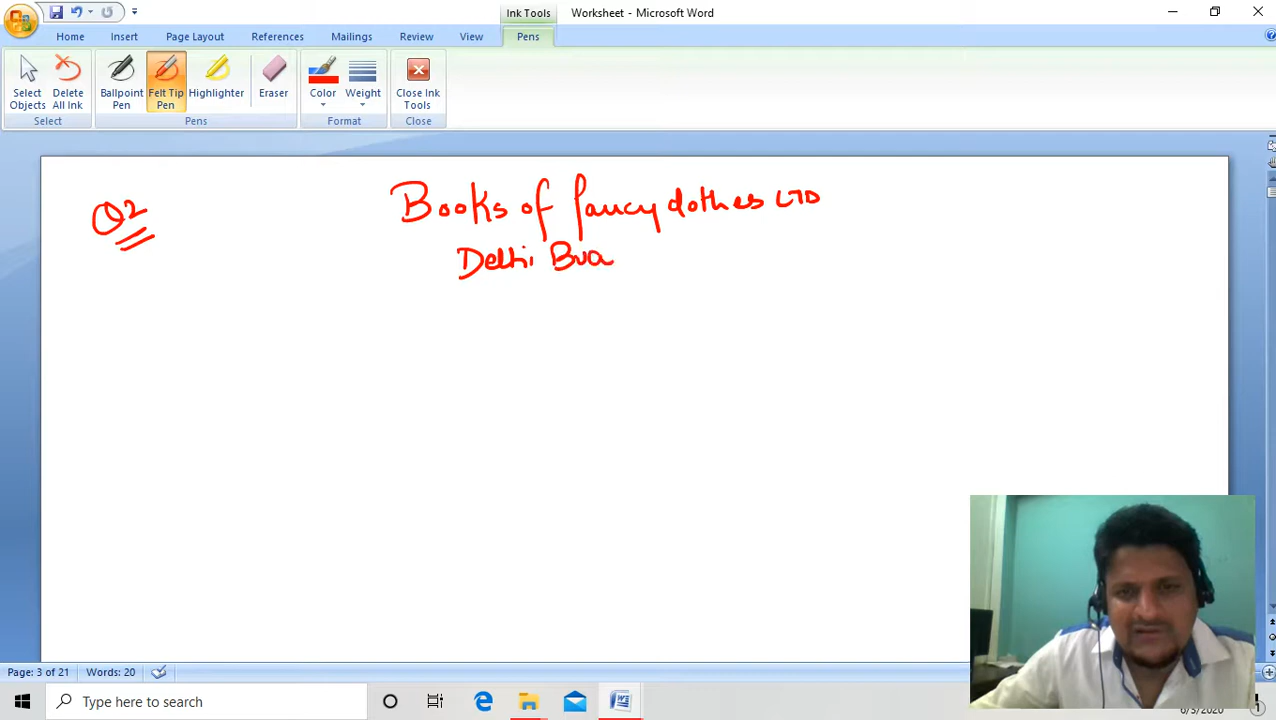 Ink Tools
Worksheet - Microsoft Word
Home Insert Page Layout References Mailings Review View Pens
Select Objects
Delete All Ink
Ballpoint Pen
Felt Tip Pen
Highlighter
Eraser
Color
Weight
Close Ink Tools
Select Pens Format Close
Q2
Books of fancy clothes LTD
Delhi Bra
Page: 3 of 21 Words: 20
Type here to search